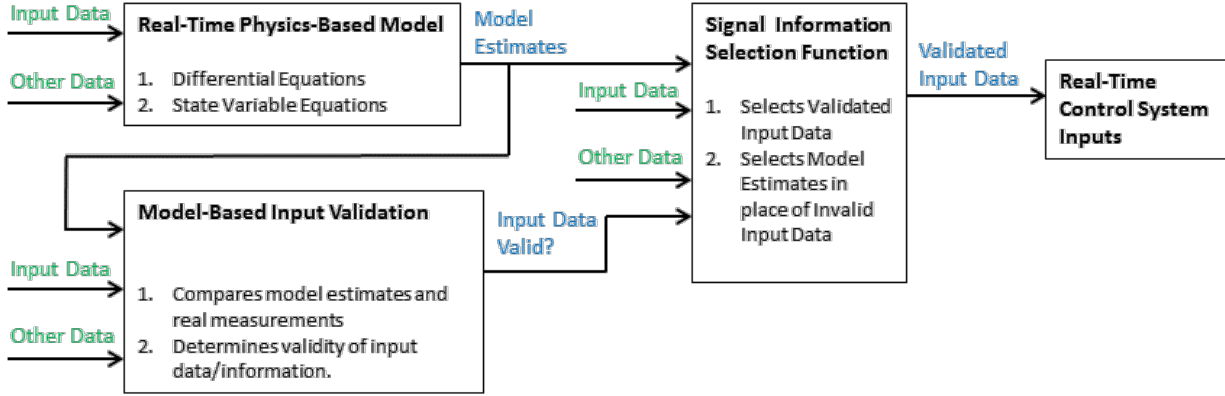 Input Data
Other Data
Real-Time Physics-Based Model
1. Differential Equations
2. State Variable Equations
Model
Estimates
Input Data
Other Data
Signal Information
Selection Function
1. Selects Validated
Input Data
2. Selects Model
Estimates in
place of Invalid
Input Data
Validated
Input Data
Real-Time
Control System
Inputs
Input Data
Other Data
Model-Based Input Validation
1. Compares model estimates and
real measurements
2. Determines validity of input
data/information.
Input Data
Valid?